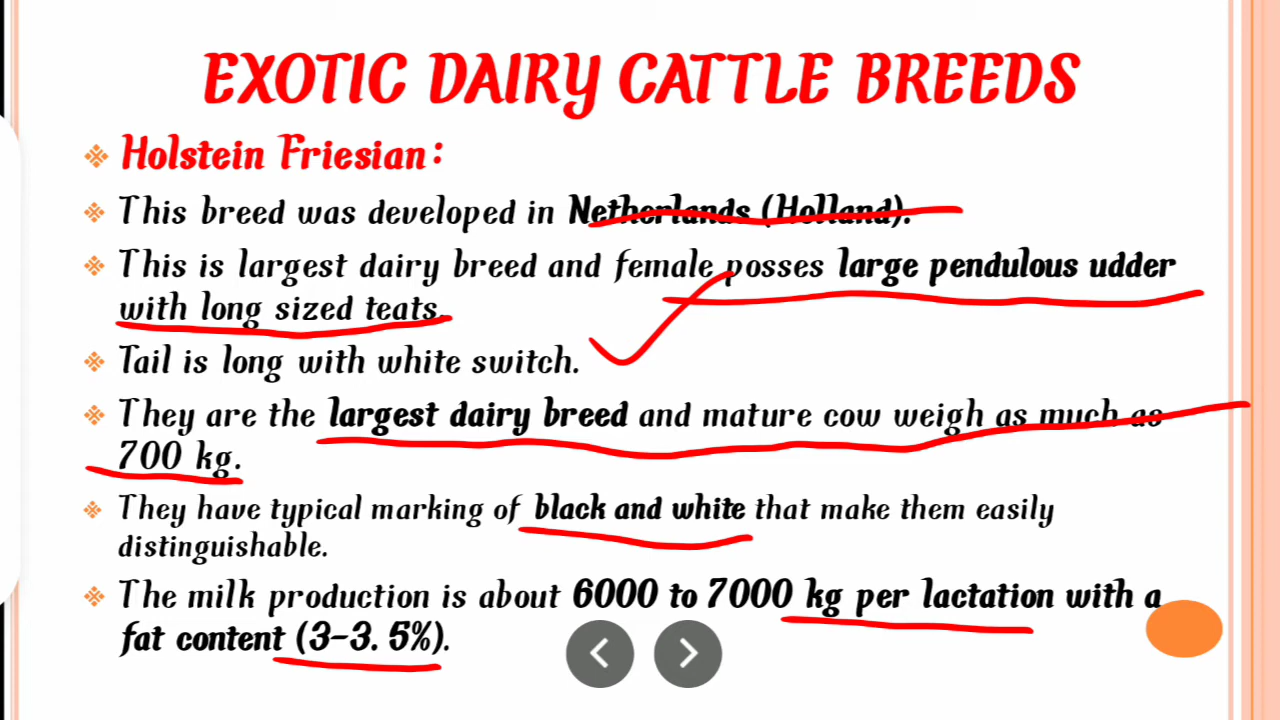 EXOTIC DAIRY CATTLE BREEDS
Holstein Friesian:
This breed was developed in Netherlands (Holland).
This is largest dairy breed and female posses large pendulous udder
with long sized teats.
Tail is long with white switch.
They are the largest dairy breed and mature cow weigh as much as
700 kg.
They have typical marking of black and white that make them easily
distinguishable.
The milk production is about 6000 to 7000 kg per lactation with a
fat content (3-3. 5%).